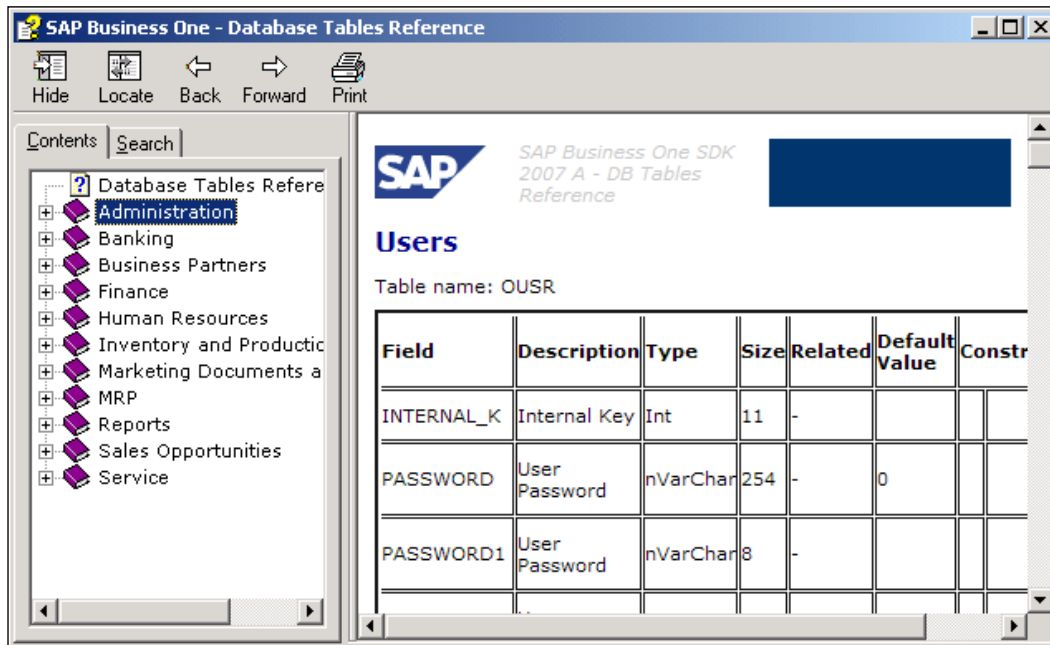 SAP Business One - Database Tables Reference
Hide Locate Back Forward Print
Contents Search
Database Tables Refere
Administration
Banking
Business Partners
Finance
Human Resources
Inventory and Productic
Marketing Documents a
MRP
Reports
Sales Opportunities
Service
SAP
SAP Business One SDK
2007 A - DB Tables
Reference
Users
Table name: OUSR
Field Description Type Size Related Default Value Constr
INTERNAL_K Internal Key Int 11 -
PASSWORD User Password nVarChar 254 - 0
PASSWORD1 User Password nVarChar 8 -